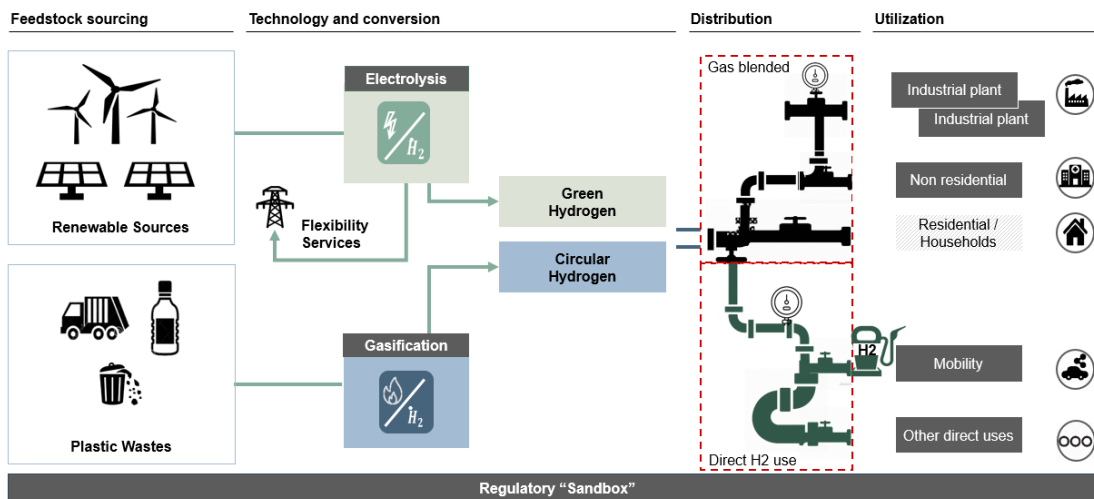 Feedstock sourcing
Technology and conversion
Distribution
Utilization
Renewable Sources
Plastic Wastes
Electrolysis
H2
Flexibility
Services
Gasification
H2
Green
Hydrogen
Circular
Hydrogen
Gas blended
H2
Direct H2 use
Industrial plant
Industrial plant
Non residential
Residential /
Households
Mobility
Other direct uses
Regulatory “Sandbox”